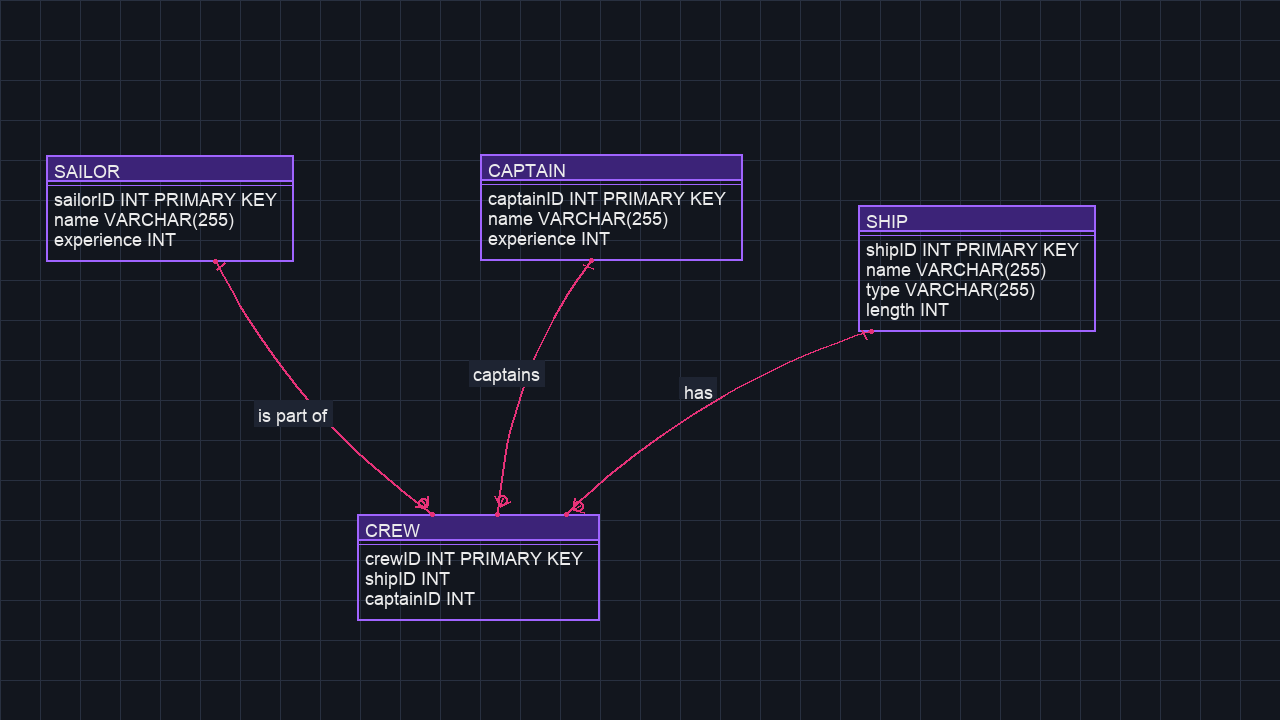 SAILOR
sailorID INT PRIMARY KEY
name VARCHAR(255)
experience INT
CAPTAIN
captainID INT PRIMARY KEY
name VARCHAR(255)
experience INT
SHIP
shipID INT PRIMARY KEY
name VARCHAR(255)
type VARCHAR(255)
length INT
captains
has
is part of
CREW
crewID INT PRIMARY KEY
shipID INT
captainID INT